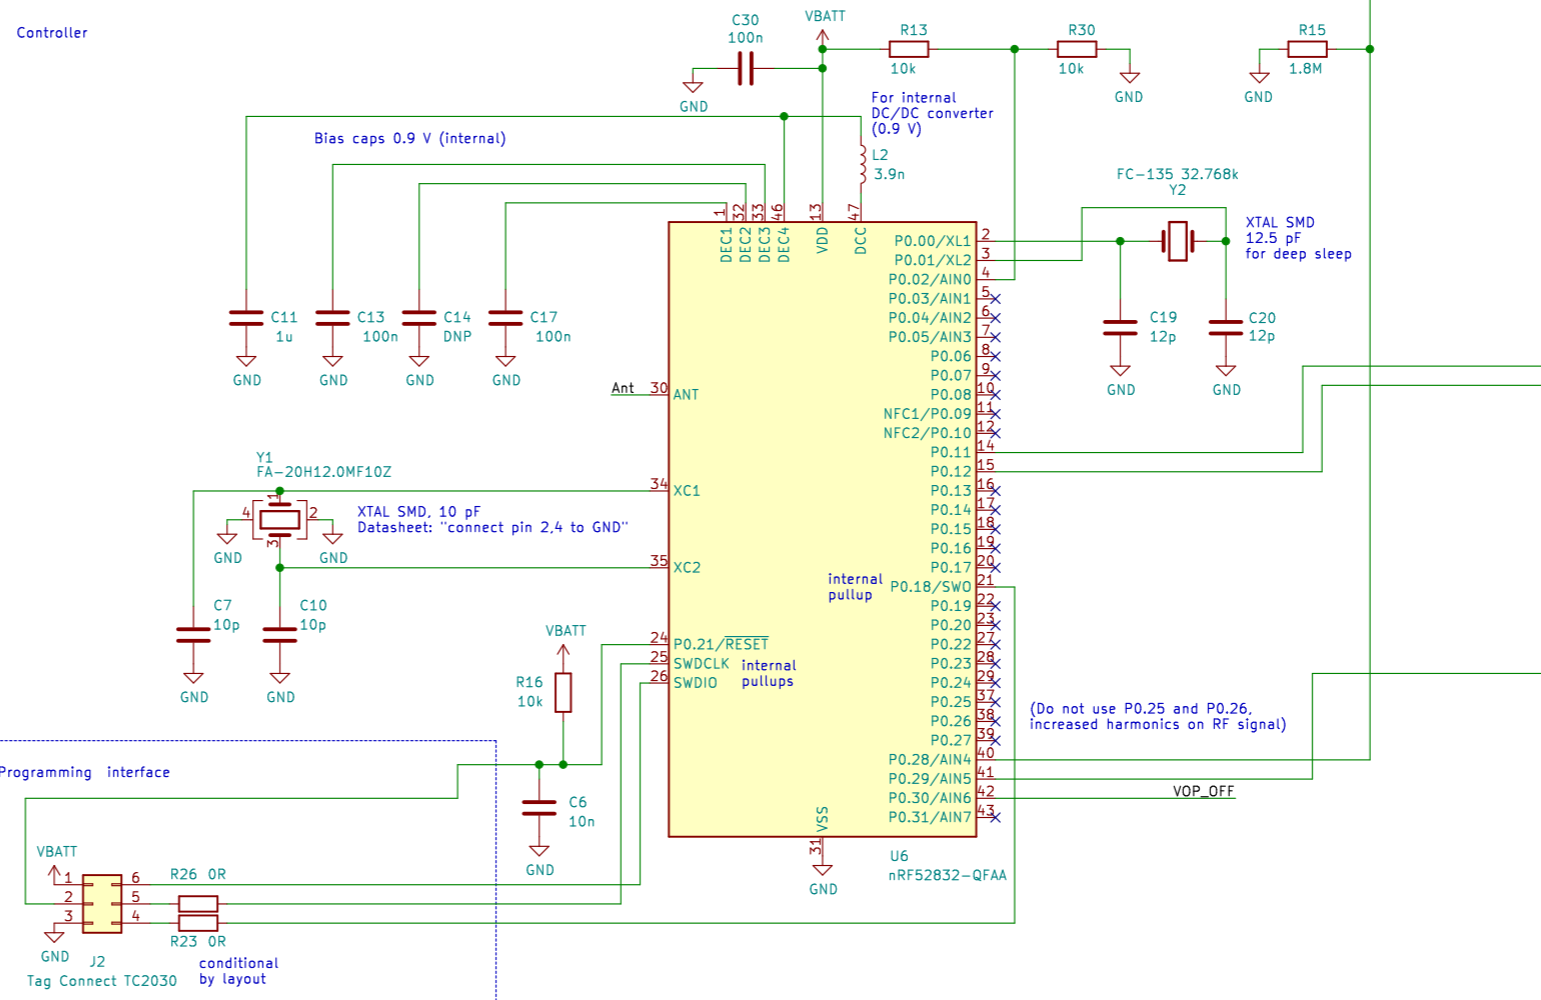 Controller
C30
100n
GND
VBATT
R13
10k
R30
10k
GND
R15
1.8M
GND
For internal
DC/DC converter
(0.9 V)
Bias caps 0.9 V (internal)
L2
3.9n
FC-135 32.768k
Y2
XTAL SMD
12.5 pF
for deep sleep
1
32
33
46
13
47
DEC1
DEC2
DEC3
DEC4
VDD
DCC
P0.00/XL1 2
P0.01/XL2 3
P0.02/AIN0 4
P0.03/AIN1 5
P0.04/AIN2 6
P0.05/AIN3 7
P0.06 8
P0.07 9
P0.08 10
NFC1/P0.09 11
NFC2/P0.10 12
P0.11 14
P0.12 15
P0.13 16
P0.14 17
P0.15 18
P0.16 19
P0.17 20
P0.18/SWO 21
P0.19 22
P0.20 23
P0.22 27
P0.23 28
P0.24 29
P0.25 37
P0.26 38
P0.27 39
P0.28/AIN4 40
P0.29/AIN5 41
P0.30/AIN6 42
P0.31/AIN7 43
C11
1u
GND
C13
100n
GND
C14
DNP
GND
C17
100n
GND
C19
12p
GND
C20
12p
GND
Ant 30 ANT
Y1
FA-20H12.0MF10Z
34 XC1
1
4
2
3
GND
GND
XTAL SMD, 10 pF
Datasheet: "connect pin 2,4 to GND"
35 XC2
C7
10p
GND
C10
10p
GND
internal
pullup
24 P0.21/RESET
25 SWDCLK
26 SWDIO
internal
pullups
VBATT
R16
10k
C6
10n
GND
(Do not use P0.25 and P0.26,
increased harmonics on RF signal)
VOP_OFF
VSS
31
GND
U6
nRF52832-QFAA
Programming interface
VBATT
1
2
3
6
5
4
GND
J2
Tag Connect TC2030
R26 0R
R23 0R
conditional
by layout